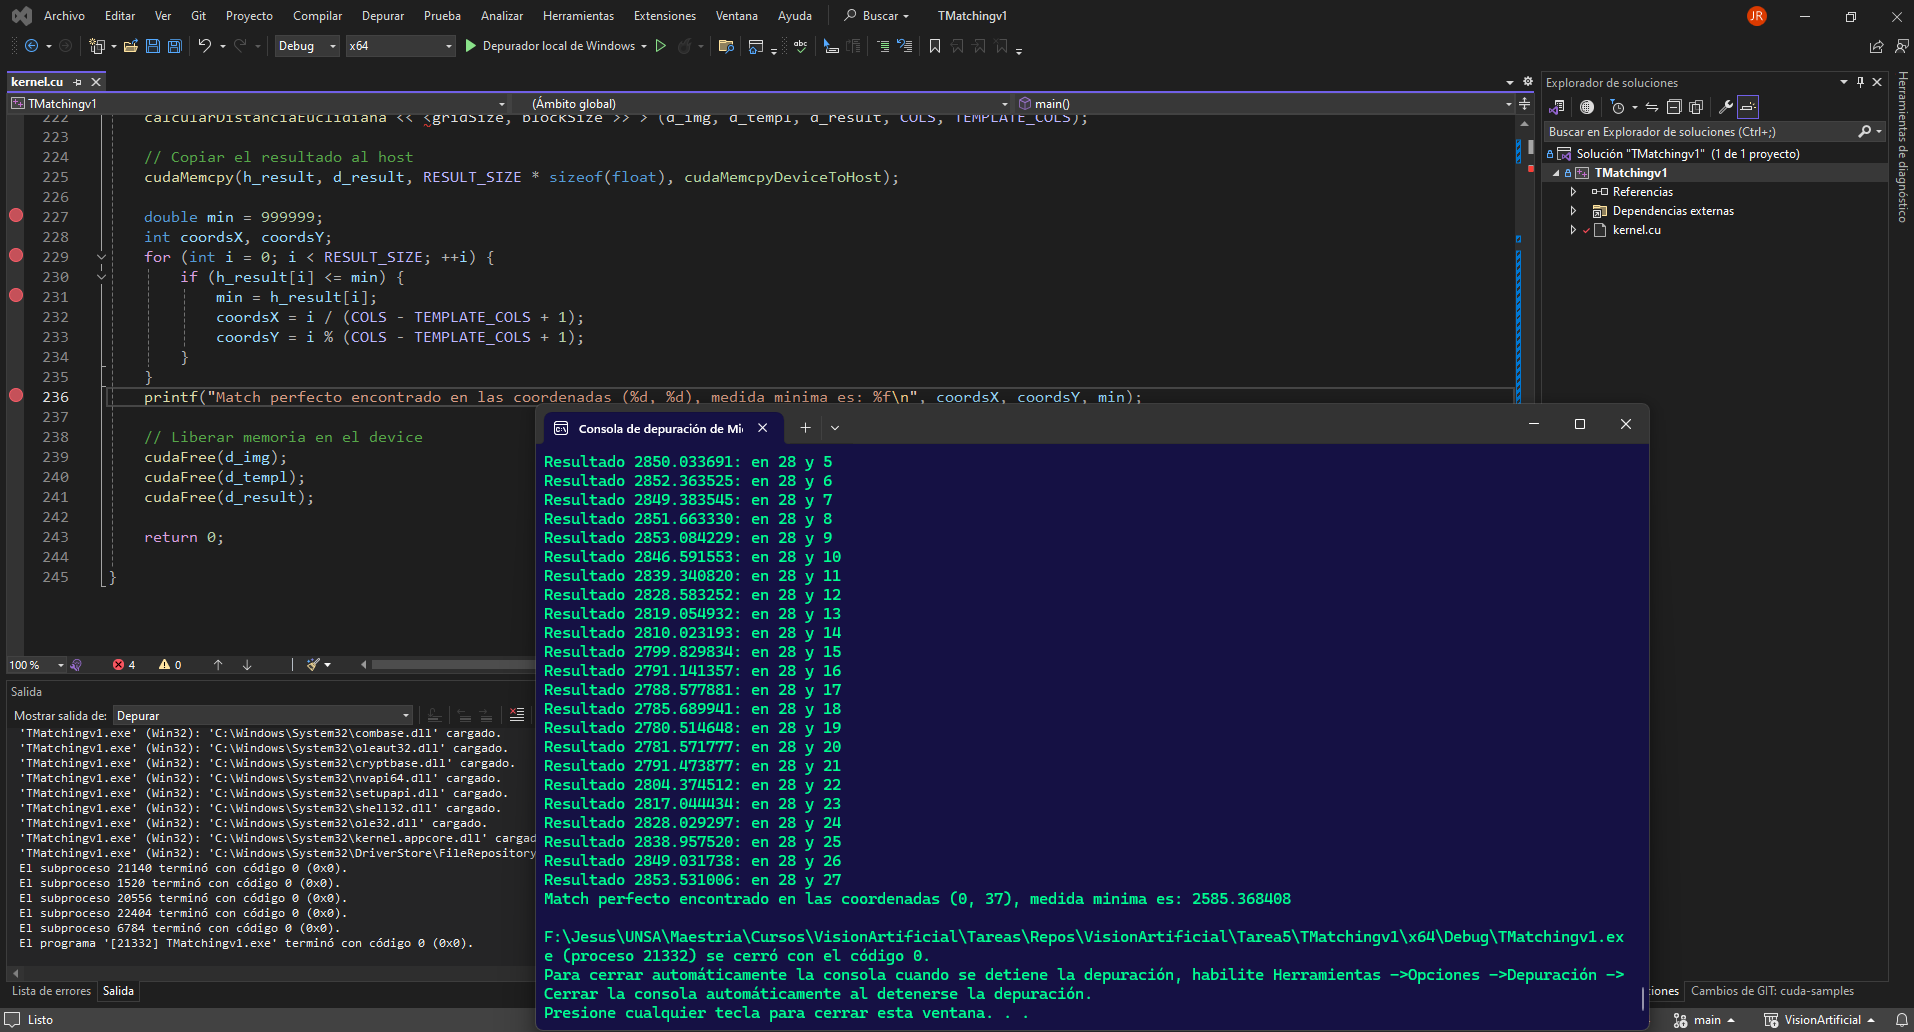 Archivo Editar Ver Git Proyecto Compilar Depurar Prueba Analizar Herramientas Extensiones Ventana Ayuda Buscar TMatchingv1 JR
Debug x64 Depurador local de Windows
kernel.cu
TMatchingv1 (Ámbito global) main()
222 calcularDistanciaEuclidiana << <gridSize, blockSize >> > (d_img, d_templ, d_result, COLS, TEMPLATE_COLS);
223
224 // Copiar el resultado al host
225 cudaMemcpy(h_result, d_result, RESULT_SIZE * sizeof(float), cudaMemcpyDeviceToHost);
226
227 double min = 999999;
228 int coordsX, coordsY;
229 for (int i = 0; i < RESULT_SIZE; ++i) {
230 if (h_result[i] <= min) {
231 min = h_result[i];
232 coordsX = i / (COLS - TEMPLATE_COLS + 1);
233 coordsY = i % (COLS - TEMPLATE_COLS + 1);
234 }
235 }
236 printf("Match perfecto encontrado en las coordenadas (%d, %d), medida minima es: %f\n", coordsX, coordsY, min);
237
238 // Liberar memoria en el device
239 cudaFree(d_img);
240 cudaFree(d_templ);
241 cudaFree(d_result);
242
243 return 0;
244
245 }
100 % 4 0
Salida
Mostrar salida de: Depurar
'TMatchingv1.exe' (Win32): 'C:\Windows\System32\combase.dll' cargado.
'TMatchingv1.exe' (Win32): 'C:\Windows\System32\oleaut32.dll' cargado.
'TMatchingv1.exe' (Win32): 'C:\Windows\System32\cryptbase.dll' cargado.
'TMatchingv1.exe' (Win32): 'C:\Windows\System32\nvapi64.dll' cargado.
'TMatchingv1.exe' (Win32): 'C:\Windows\System32\setupapi.dll' cargado.
'TMatchingv1.exe' (Win32): 'C:\Windows\System32\shell32.dll' cargado.
'TMatchingv1.exe' (Win32): 'C:\Windows\System32\ole32.dll' cargado.
'TMatchingv1.exe' (Win32): 'C:\Windows\System32\kernel.appcore.dll' cargad
'TMatchingv1.exe' (Win32): 'C:\Windows\System32\DriverStore\FileRepository
El subproceso 21140 terminó con código 0 (0x0).
El subproceso 1520 terminó con código 0 (0x0).
El subproceso 20556 terminó con código 0 (0x0).
El subproceso 22404 terminó con código 0 (0x0).
El subproceso 6784 terminó con código 0 (0x0).
El programa '[21332] TMatchingv1.exe' terminó con código 0 (0x0).
Lista de errores Salida
Listo
Consola de depuración de Mi
Resultado 2850.033691: en 28 y 5
Resultado 2852.363525: en 28 y 6
Resultado 2849.383545: en 28 y 7
Resultado 2851.663330: en 28 y 8
Resultado 2853.084229: en 28 y 9
Resultado 2846.591553: en 28 y 10
Resultado 2839.340820: en 28 y 11
Resultado 2828.583252: en 28 y 12
Resultado 2819.054932: en 28 y 13
Resultado 2810.023193: en 28 y 14
Resultado 2799.829834: en 28 y 15
Resultado 2791.141357: en 28 y 16
Resultado 2788.577881: en 28 y 17
Resultado 2785.689941: en 28 y 18
Resultado 2780.514648: en 28 y 19
Resultado 2781.571777: en 28 y 20
Resultado 2791.473877: en 28 y 21
Resultado 2804.374512: en 28 y 22
Resultado 2817.044434: en 28 y 23
Resultado 2828.029297: en 28 y 24
Resultado 2838.957520: en 28 y 25
Resultado 2849.031738: en 28 y 26
Resultado 2853.531006: en 28 y 27
Match perfecto encontrado en las coordenadas (0, 37), medida minima es: 2585.368408
F:\Jesus\UNSA\Maestria\Cursos\VisionArtificial\Tareas\Repos\VisionArtificial\Tarea5\TMatchingv1\x64\Debug\TMatchingv1.ex
e (proceso 21332) se cerró con el código 0.
Para cerrar automáticamente la consola cuando se detiene la depuración, habilite Herramientas ->Opciones ->Depuración ->
Cerrar la consola automáticamente al detenerse la depuración.
Presione cualquier tecla para cerrar esta ventana. . .
Explorador de soluciones
Buscar en Explorador de soluciones (Ctrl+;)
Solución "TMatchingv1" (1 de 1 proyecto)
TMatchingv1
Referencias
Dependencias externas
kernel.cu
Herramientas de diagnóstico
iones Cambios de GIT: cuda-samples
main VisionArtificial